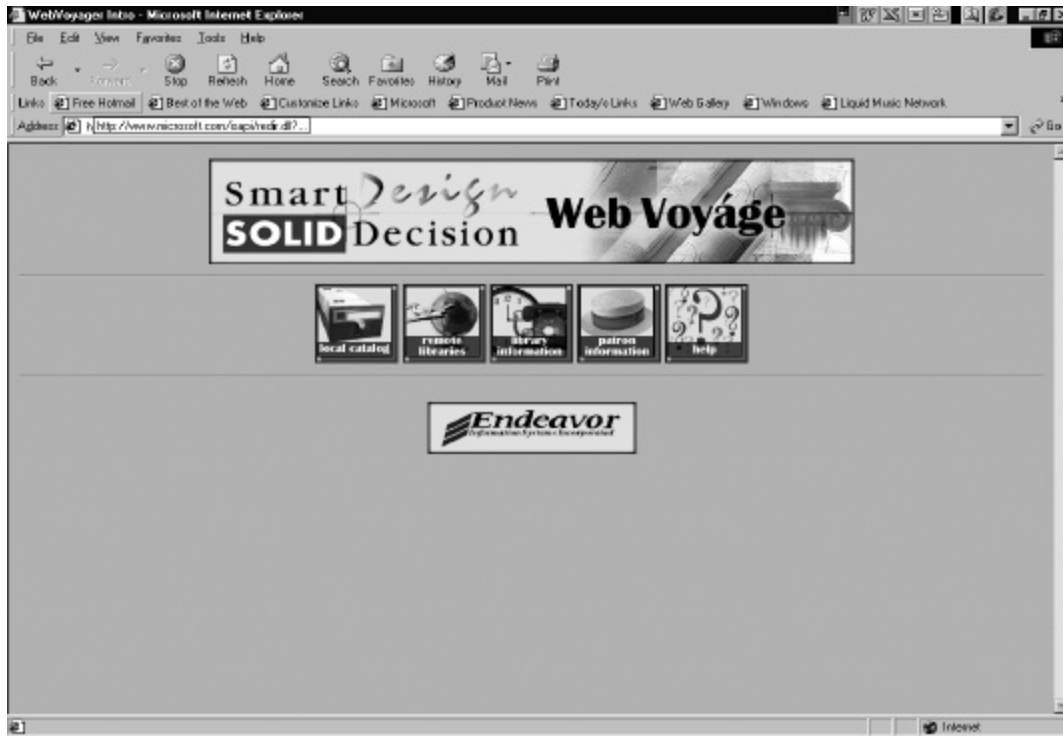 WebVoyager Intro - Microsoft Internet Explorer
File Edit View Favorites Tools Help
Back Forward Stop Refresh Home Search Favorites History Mail Print
Links Free Hotmail Best of the Web Customize Links Microsoft Product News Today's Links Web Gallery Windows Liquid Music Network
Address http://www.microsoft.com/isapi/redir.dll?... Go
Smart Design
SOLID Decision
Web Voyáge
local catalog
remote libraries
library information
patron information
help
Endeavor
Information Systems Incorporated
Internet